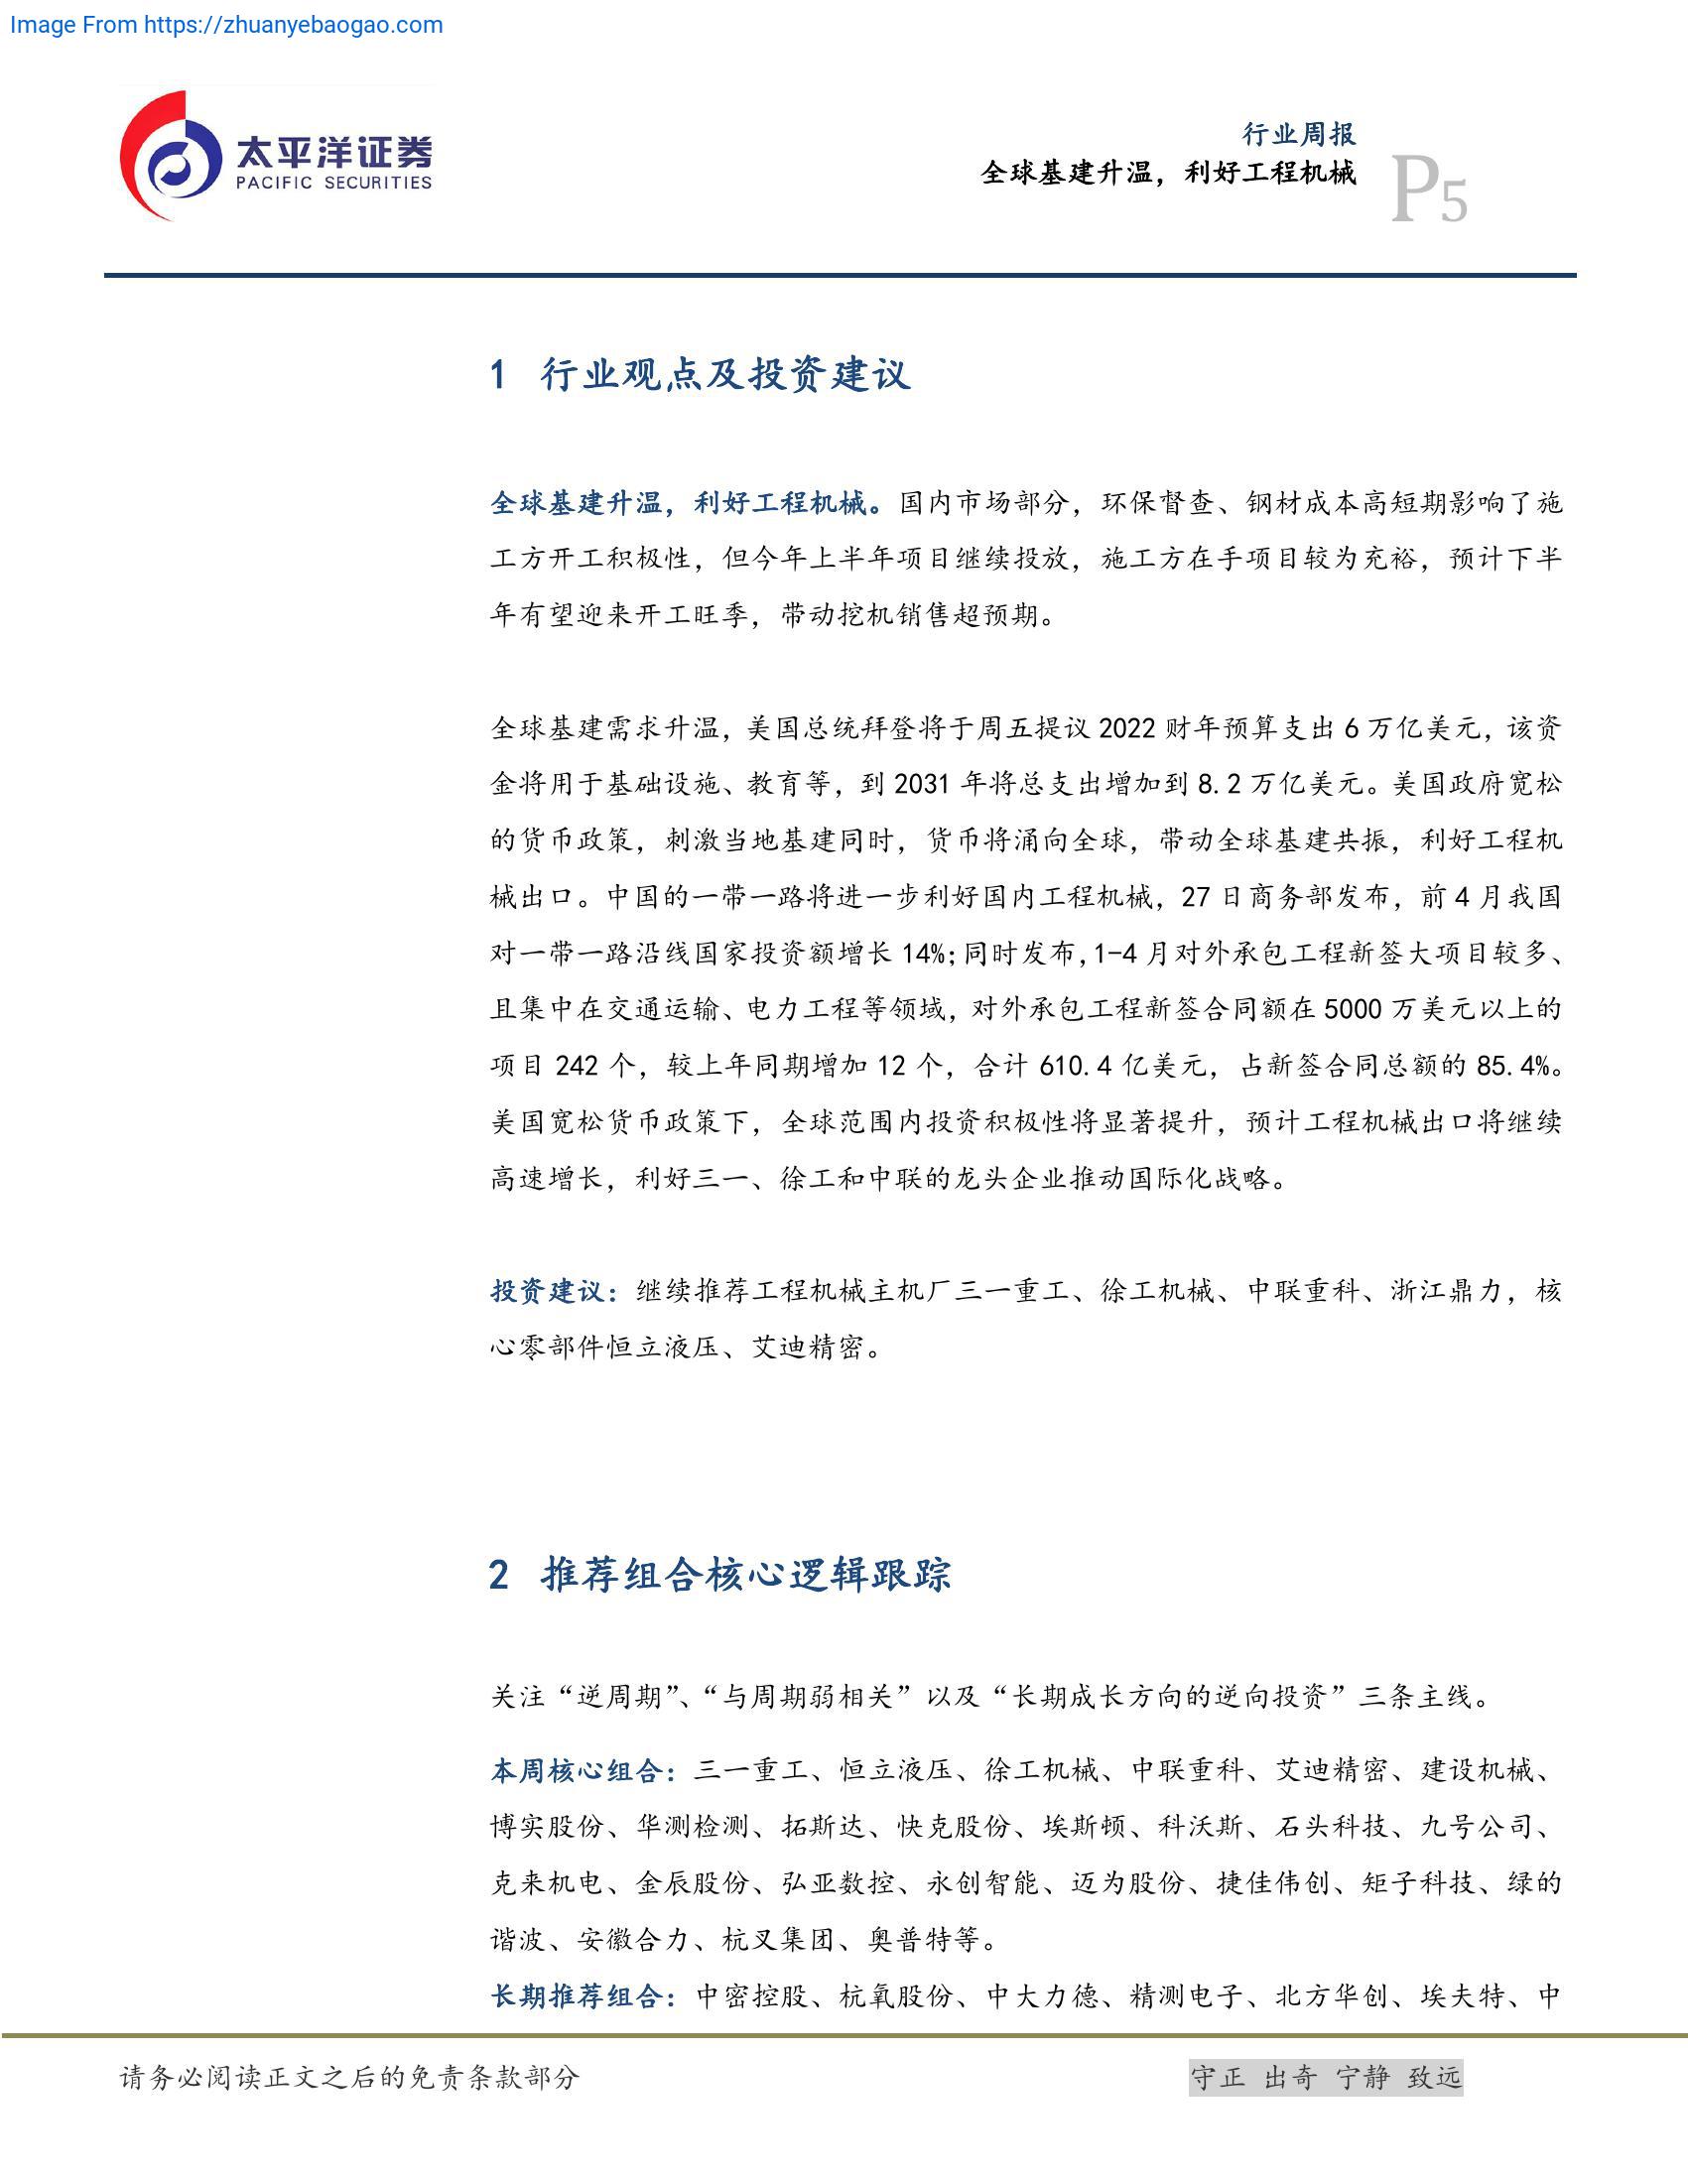 Image From https://zhuanyebaogao.com
太平洋证券
PACIFIC SECURITIES
行业周报
全球基建升温，利好工程机械
P5
1 行业观点及投资建议
全球基建升温，利好工程机械。国内市场部分，环保督查、钢材成本高短期影响了施
工方开工积极性，但今年上半年项目继续投放，施工方在手项目较为充裕，预计下半
年有望迎来开工旺季，带动挖机销售超预期。
全球基建需求升温，美国总统拜登将于周五提议 2022 财年预算支出 6 万亿美元，该资
金将用于基础设施、教育等，到 2031 年将总支出增加到 8.2 万亿美元。美国政府宽松
的货币政策，刺激当地基建同时，货币将涌向全球，带动全球基建共振，利好工程机
械出口。中国的一带一路将进一步利好国内工程机械，27 日商务部发布，前 4 月我国
对一带一路沿线国家投资额增长 14%；同时发布，1-4 月对外承包工程新签大项目较多、
且集中在交通运输、电力工程等领域，对外承包工程新签合同额在 5000 万美元以上的
项目 242 个，较上年同期增加 12 个，合计 610.4 亿美元，占新签合同总额的 85.4%。
美国宽松货币政策下，全球范围内投资积极性将显著提升，预计工程机械出口将继续
高速增长，利好三一、徐工和中联的龙头企业推动国际化战略。
投资建议：继续推荐工程机械主机厂三一重工、徐工机械、中联重科、浙江鼎力，核
心零部件恒立液压、艾迪精密。
2 推荐组合核心逻辑跟踪
关注“逆周期”、“与周期弱相关”以及“长期成长方向的逆向投资”三条主线。
本周核心组合：三一重工、恒立液压、徐工机械、中联重科、艾迪精密、建设机械、
博实股份、华测检测、拓斯达、快克股份、埃斯顿、科沃斯、石头科技、九号公司、
克来机电、金辰股份、弘亚数控、永创智能、迈为股份、捷佳伟创、矩子科技、绿的
谐波、安徽合力、杭叉集团、奥普特等。
长期推荐组合：中密控股、杭氧股份、中大力德、精测电子、北方华创、埃夫特、中
请务必阅读正文之后的免责条款部分
守正 出奇 宁静 致远